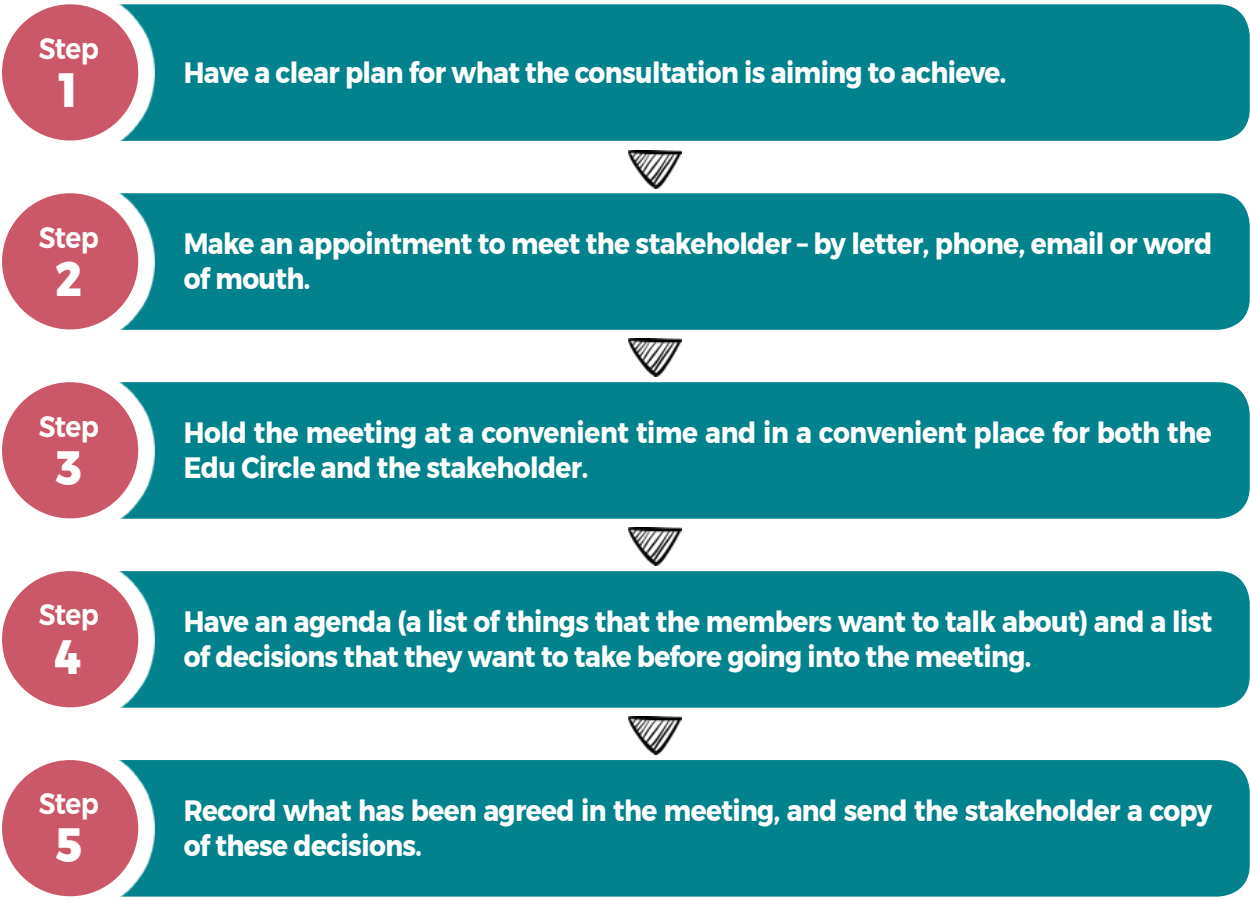 Step
1
Have a clear plan for what the consultation is aiming to achieve.
Step
2
Make an appointment to meet the stakeholder – by letter, phone, email or word
of mouth.
Step
3
Hold the meeting at a convenient time and in a convenient place for both the
Edu Circle and the stakeholder.
Step
4
Have an agenda (a list of things that the members want to talk about) and a list
of decisions that they want to take before going into the meeting.
Step
5
Record what has been agreed in the meeting, and send the stakeholder a copy
of these decisions.